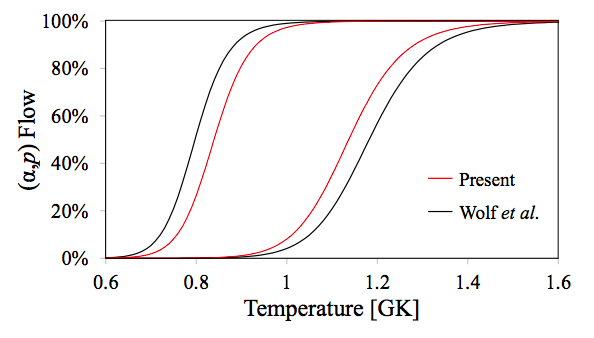 100%
80%
60%
40%
20%
0%
(α,p) Flow
Present
Wolf et al.
0.6 0.8 1 1.2 1.4 1.6
Temperature [GK]